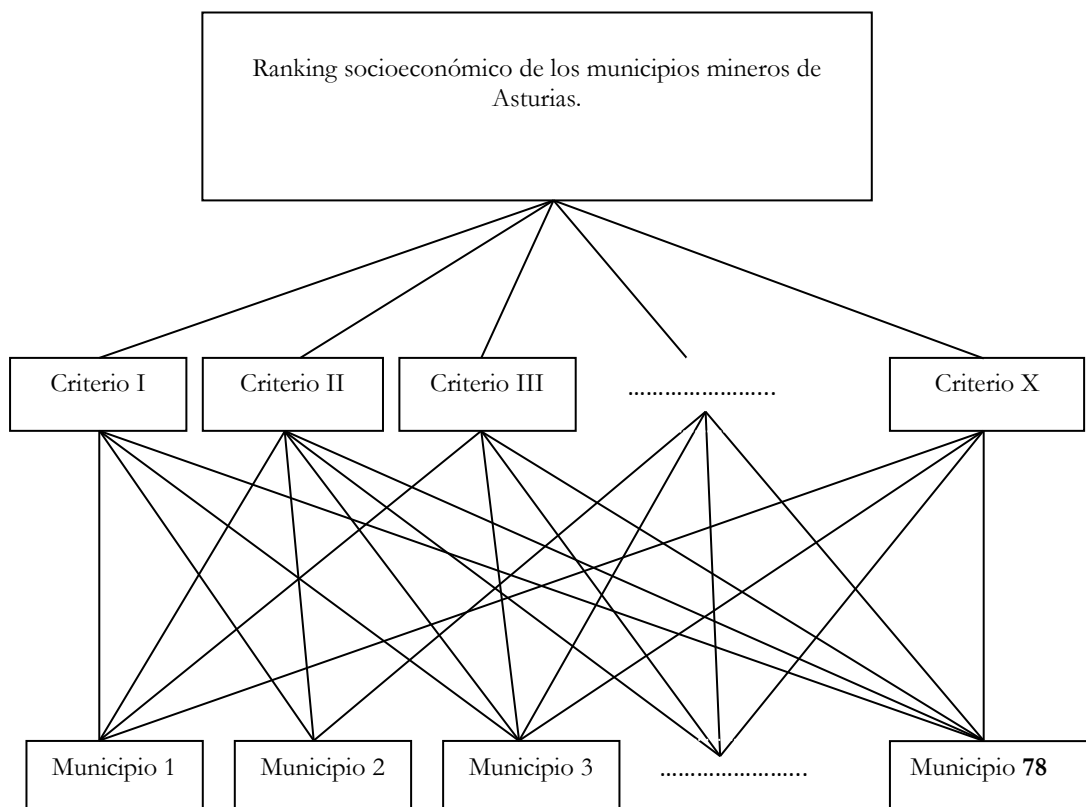 Ranking socioeconómico de los municipios mineros de
Asturias.
Criterio I
Criterio II
Criterio III
……………………..
Criterio X
Municipio 1
Municipio 2
Municipio 3
……………………
Municipio 78